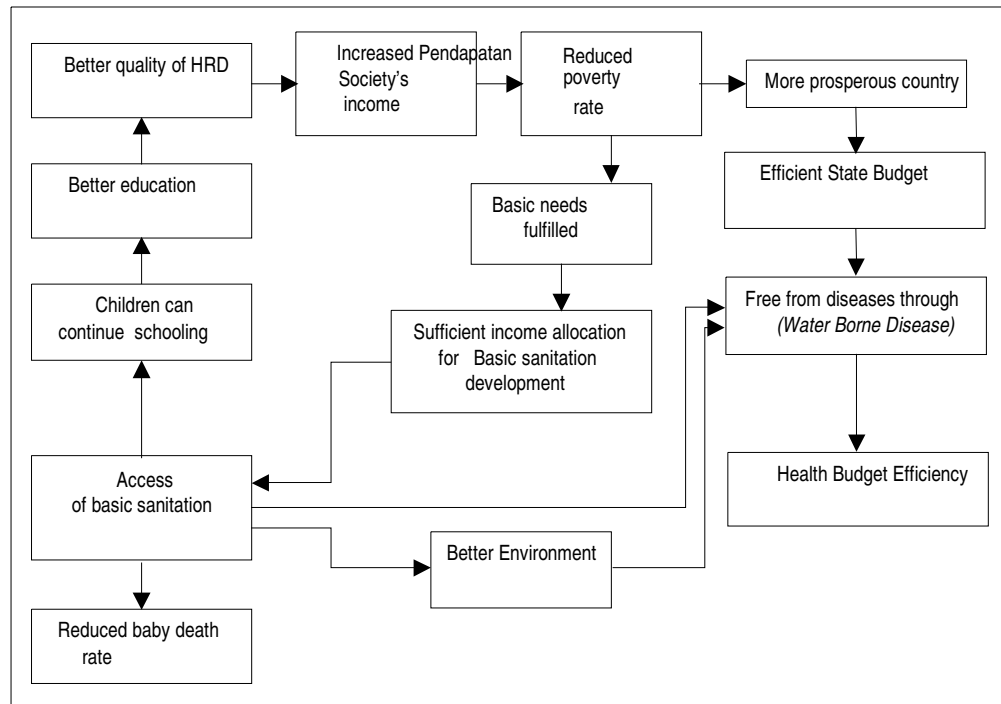 Better quality of HRD
Increased Pendapatan
Society's
income
Reduced
poverty
rate
More prosperous country
Better education
Basic needs
fulfilled
Efficient State Budget
Children can
continue schooling
Sufficient income allocation
for Basic sanitation
development
Free from diseases through
(Water Borne Disease)
Access
of basic sanitation
Health Budget Efficiency
Better Environment
Reduced baby death
rate